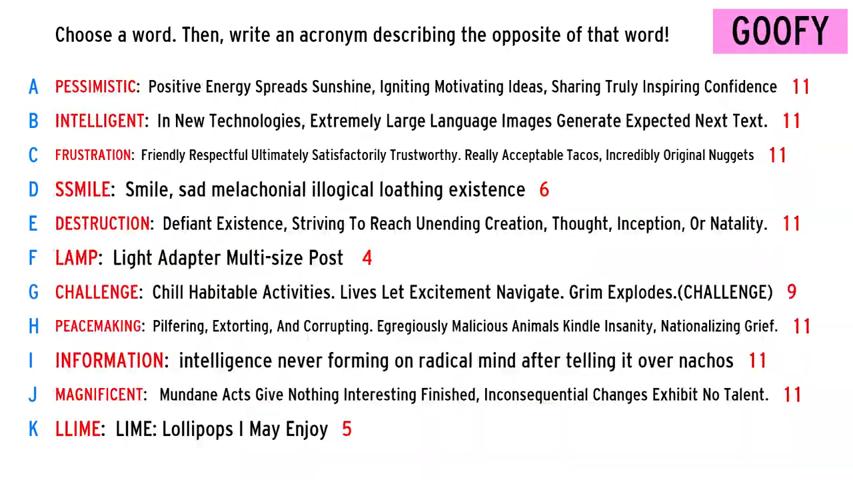 Choose a word. Then, write an acronym describing the opposite of that word! GOOFY
A PESSIMISTIC: Positive Energy Spreads Sunshine, Igniting Motivating Ideas, Sharing Truly Inspiring Confidence 11
B INTELLIGENT: In New Technologies, Extremely Large Language Images Generate Expected Next Text. 11
C FRUSTRATION: Friendly Respectful Ultimately Satisfactorily Trustworthy. Really Acceptable Tacos, Incredibly Original Nuggets 11
D SSMILE: Smile, sad melachonial illogical loathing existence 6
E DESTRUCTION: Defiant Existence, Striving To Reach Unending Creation, Thought, Inception, Or Natality. 11
F LAMP: Light Adapter Multi-size Post 4
G CHALLENGE: Chill Habitable Activities. Lives Let Excitement Navigate. Grim Explodes.(CHALLENGE) 9
H PEACEMAKING: Pilfering, Extorting, And Corrupting. Egregiously Malicious Animals Kindle Insanity, Nationalizing Grief. 11
I INFORMATION: intelligence never forming on radical mind after telling it over nachos 11
J MAGNIFICENT: Mundane Acts Give Nothing Interesting Finished, Inconsequential Changes Exhibit No Talent. 11
K LLIME: LIME: Lollipops I May Enjoy 5